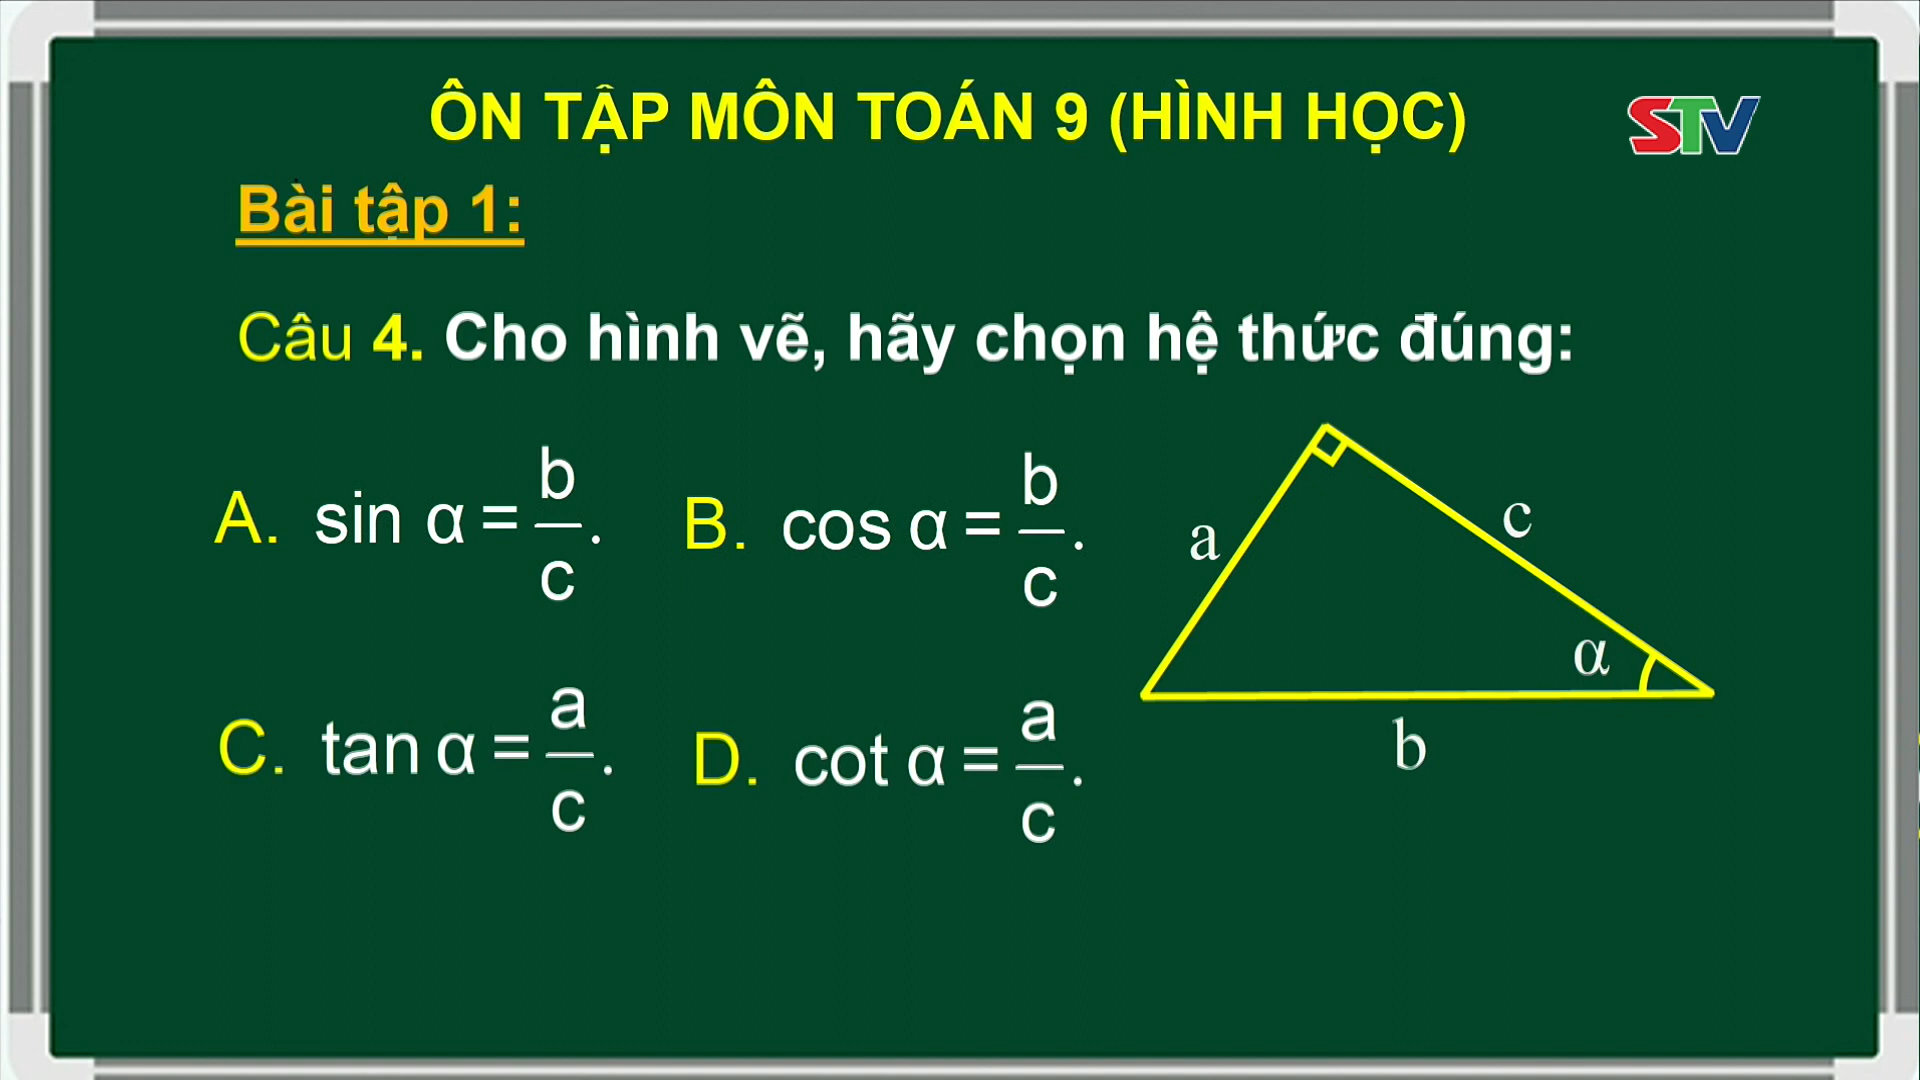 ÔN TẬP MÔN TOÁN 9 (HÌNH HỌC)
STV
Bài tập 1:
Câu 4. Cho hình vẽ, hãy chọn hệ thức đúng:
A. sin α = b/c. B. cos α = b/c.
C. tan α = a/c. D. cot α = a/c.
a
c
α
b